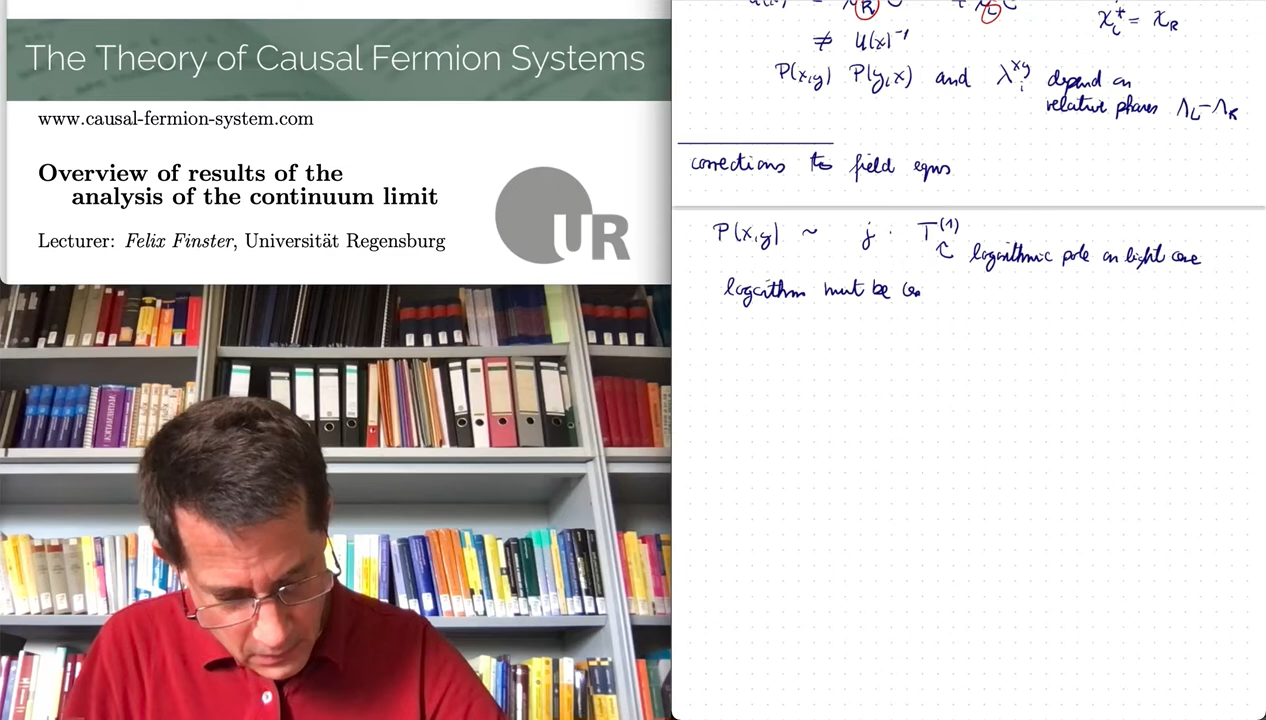 The Theory of Causal Fermion Systems
www.causal-fermion-system.com
Overview of results of the
analysis of the continuum limit
Lecturer: Felix Finster, Universität Regensburg
UR
χ_L^* = χ_R
≠ U(x)^{-1}
P(x,y) P(y,x) and λ_i^{xy} depend on
relative phases Λ_L - Λ_R
corrections to field eqns
P(x,y) ~ j · T^{(1)}
logarithmic pole on light cone
logarithm must be